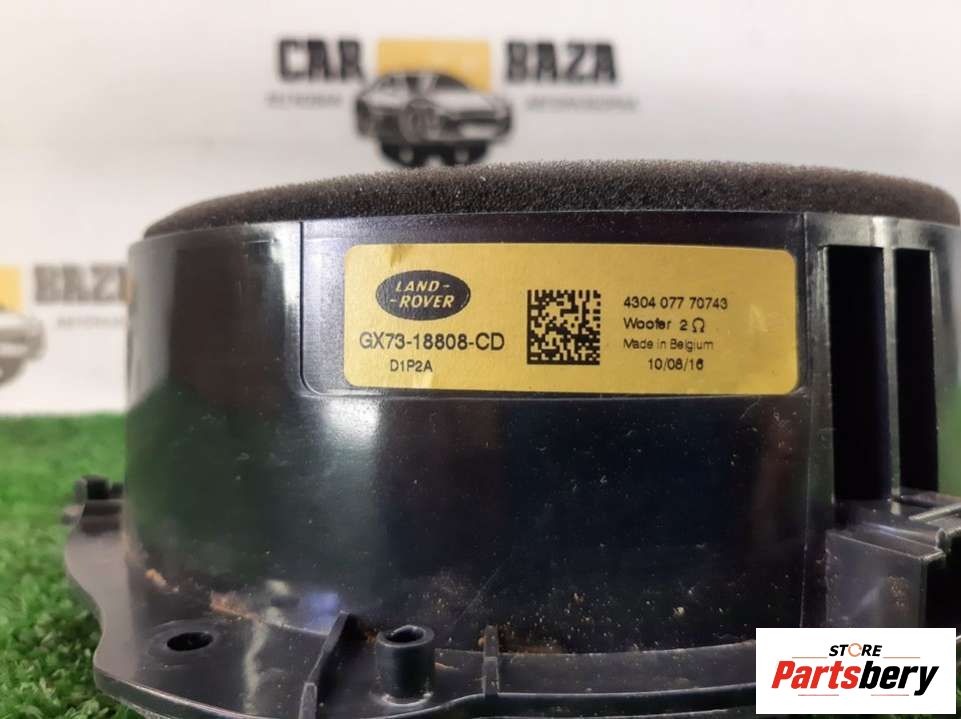 CAR BAZA
BAZA
LAND-
-ROVER
GX73-18808-CD
D1P2A
4304 077 70743
Woofer 2 Ω
Made in Belgium
10/08/16
STORE
Partsbery